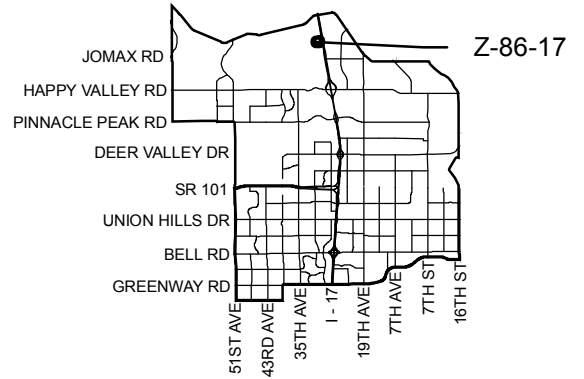 Z-86-17
JOMAX RD
HAPPY VALLEY RD
PINNACLE PEAK RD
DEER VALLEY DR
SR 101
UNION HILLS DR
BELL RD
GREENWAY RD
51ST AVE
43RD AVE
35TH AVE
I - 17
19TH AVE
7TH AVE
7TH ST
16TH ST